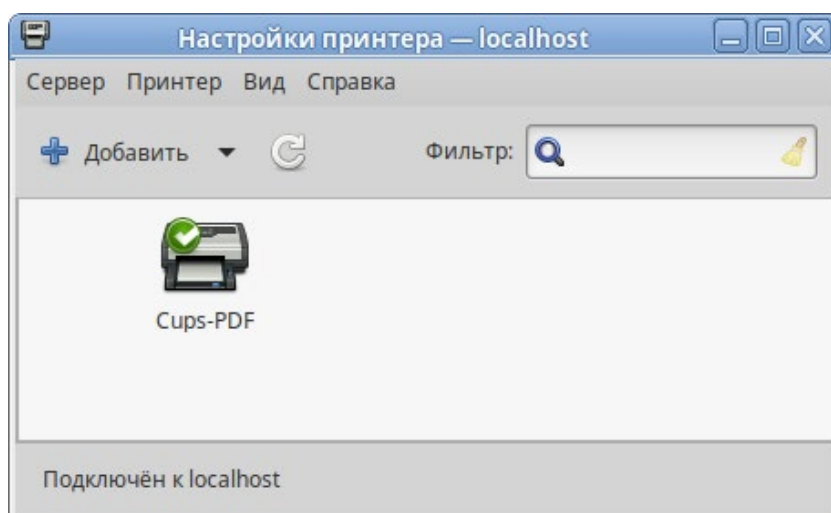 Настройки принтера — localhost
Сервер Принтер Вид Справка
Добавить Фильтр:
Cups-PDF
Подключён к localhost